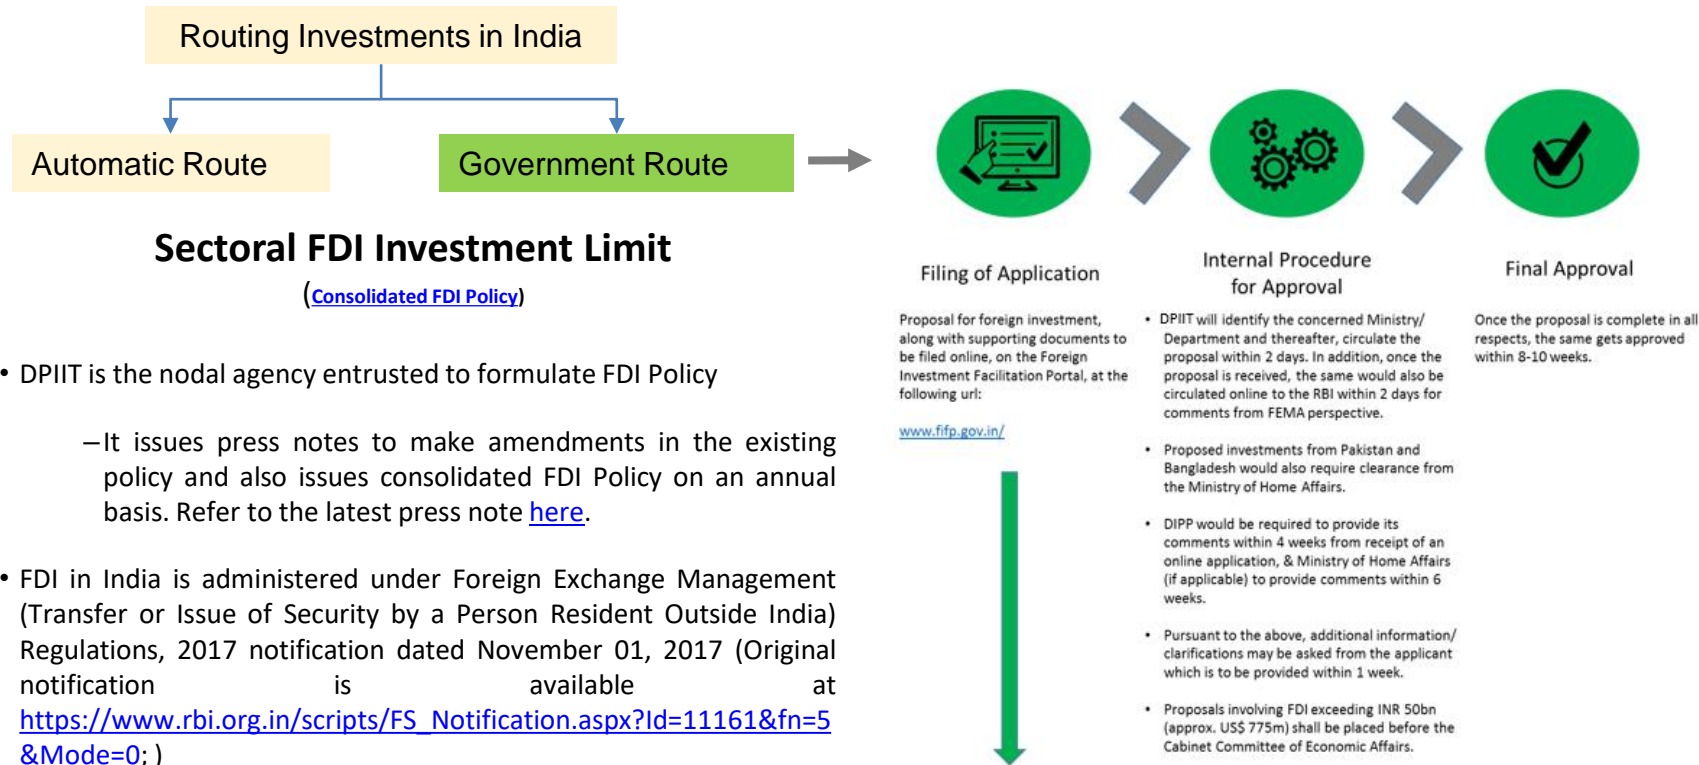 Routing Investments in India
Automatic Route
Government Route
Sectoral FDI Investment Limit
(Consolidated FDI Policy)
• DPIIT is the nodal agency entrusted to formulate FDI Policy
–It issues press notes to make amendments in the existing
policy and also issues consolidated FDI Policy on an annual
basis. Refer to the latest press note here.
• FDI in India is administered under Foreign Exchange Management
(Transfer or Issue of Security by a Person Resident Outside India)
Regulations, 2017 notification dated November 01, 2017 (Original
notification is available at
https://www.rbi.org.in/scripts/FS_Notification.aspx?Id=11161&fn=5
&Mode=0; )
Filing of Application
Proposal for foreign investment,
along with supporting documents to
be filed online, on the Foreign
Investment Facilitation Portal, at the
following url:
www.fifp.gov.in/
Internal Procedure
for Approval
• DPIIT will identify the concerned Ministry/
Department and thereafter, circulate the
proposal within 2 days. In addition, once the
proposal is received, the same would also be
circulated online to the RBI within 2 days for
comments from FEMA perspective.
• Proposed investments from Pakistan and
Bangladesh would also require clearance from
the Ministry of Home Affairs.
• DIPP would be required to provide its
comments within 4 weeks from receipt of an
online application, & Ministry of Home Affairs
(if applicable) to provide comments within 6
weeks.
• Pursuant to the above, additional information/
clarifications may be asked from the applicant
which is to be provided within 1 week.
• Proposals involving FDI exceeding INR 50bn
(approx. US$ 775m) shall be placed before the
Cabinet Committee of Economic Affairs.
Final Approval
Once the proposal is complete in all
respects, the same gets approved
within 8-10 weeks.